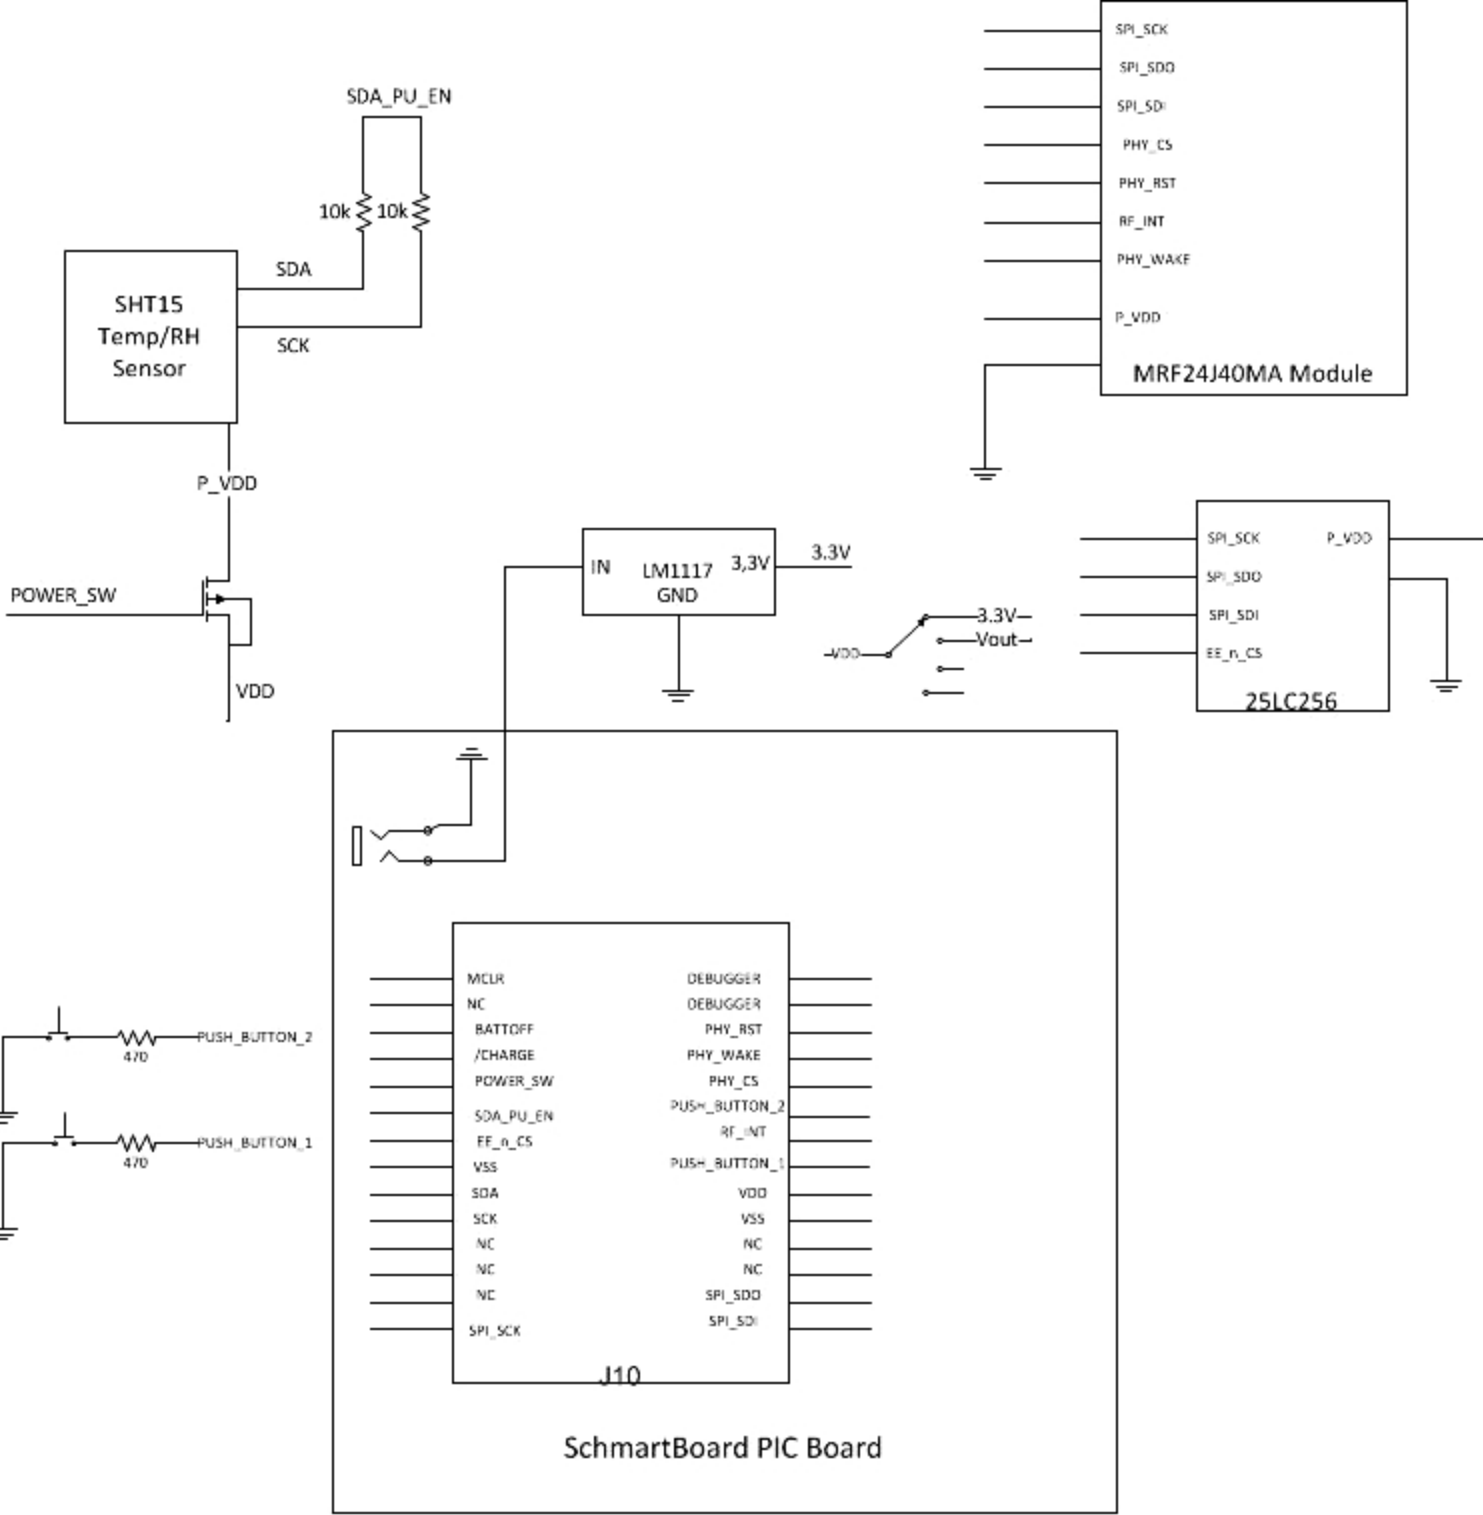 SPI_SCK
SPI_SDO
SPI_SDI
PHY_CS
PHY_RST
RF_INT
PHY_WAKE
P_VDD
MRF24J40MA Module
SDA_PU_EN
10k 10k
SDA
SCK
SHT15
Temp/RH
Sensor
P_VDD
POWER_SW
VDD
IN
LM1117
GND
3,3V
3.3V
3.3V
Vout
VDD
SPI_SCK
SPI_SDO
SPI_SDI
EE_n_CS
P_VDD
25LC256
PUSH_BUTTON_2
470
PUSH_BUTTON_1
470
MCLR
NC
BATTOFF
/CHARGE
POWER_SW
SDA_PU_EN
EE_n_CS
VSS
SDA
SCK
NC
NC
NC
SPI_SCK
DEBUGGER
DEBUGGER
PHY_RST
PHY_WAKE
PHY_CS
PUSH_BUTTON_2
RF_INT
PUSH_BUTTON_1
VDD
VSS
NC
NC
SPI_SDO
SPI_SDI
J10
SchmartBoard PIC Board